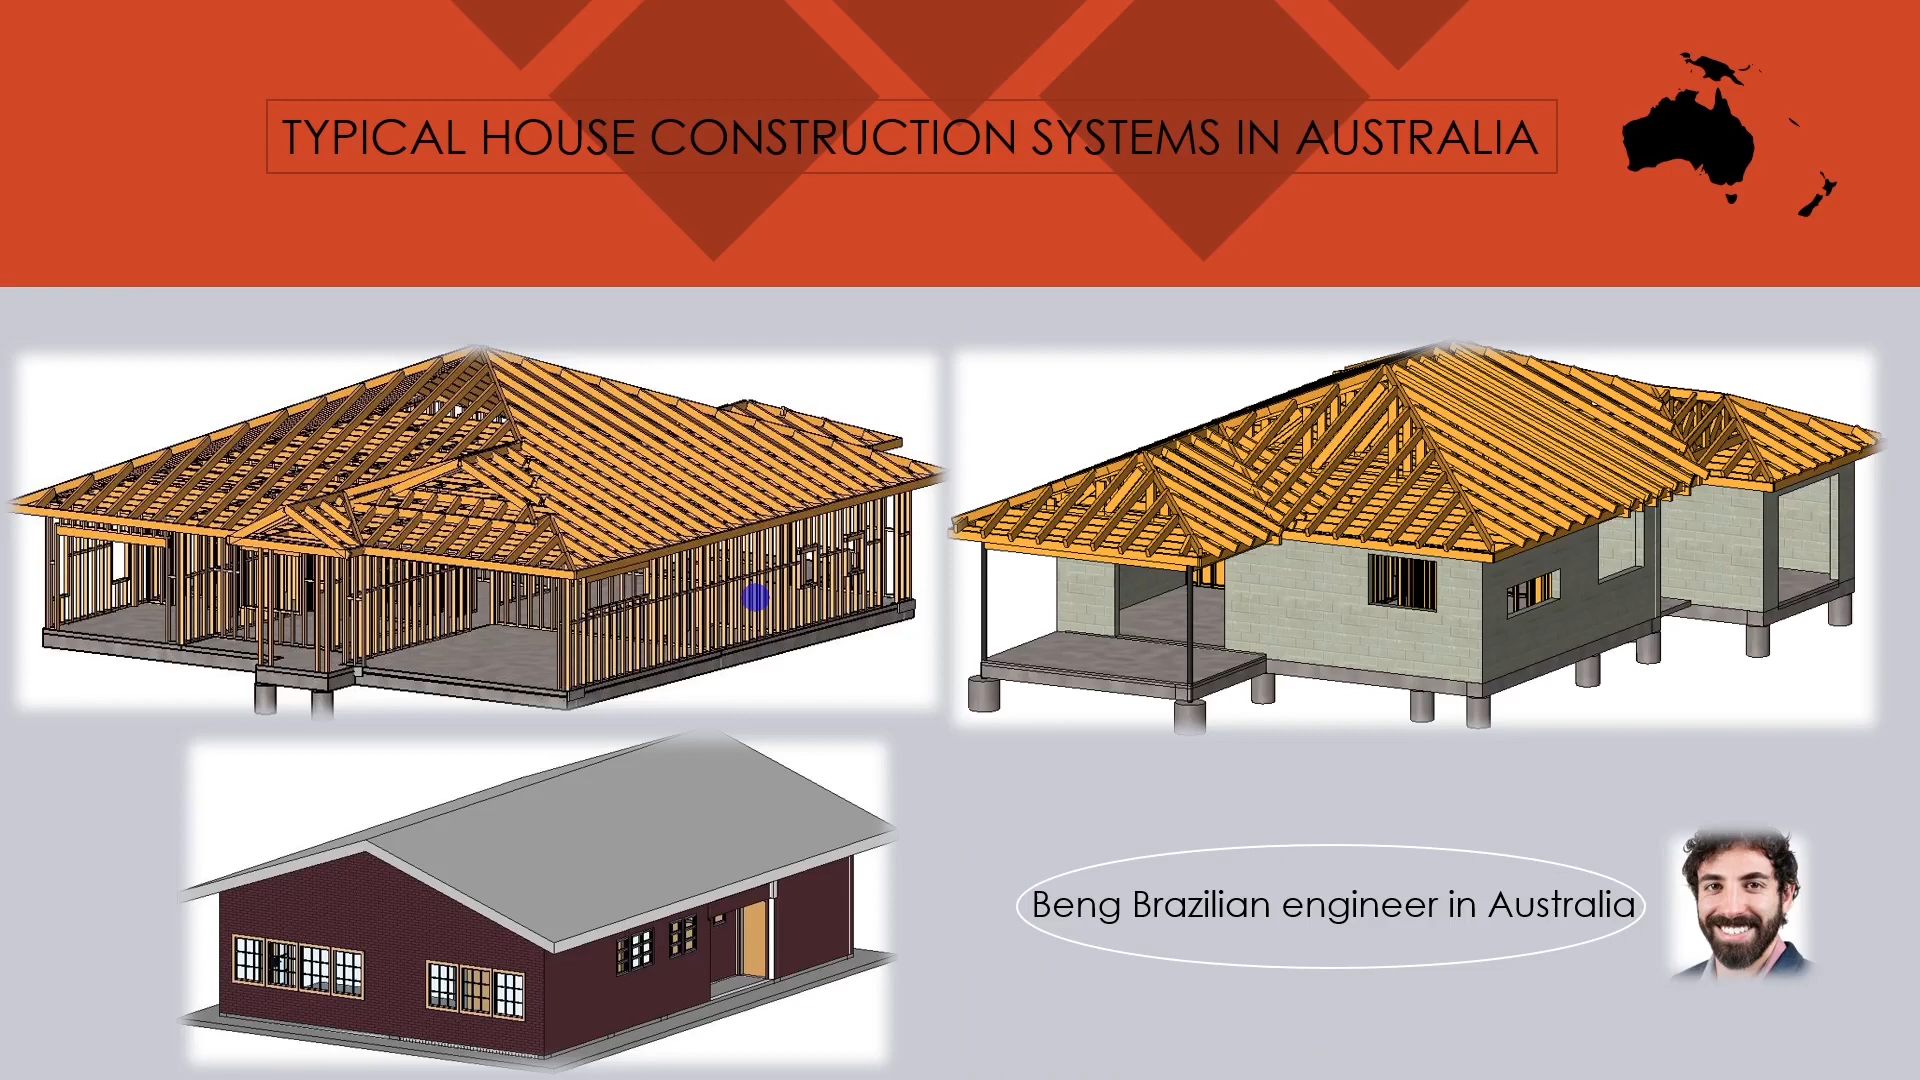 TYPICAL HOUSE CONSTRUCTION SYSTEMS IN AUSTRALIA
Beng Brazilian engineer in Australia